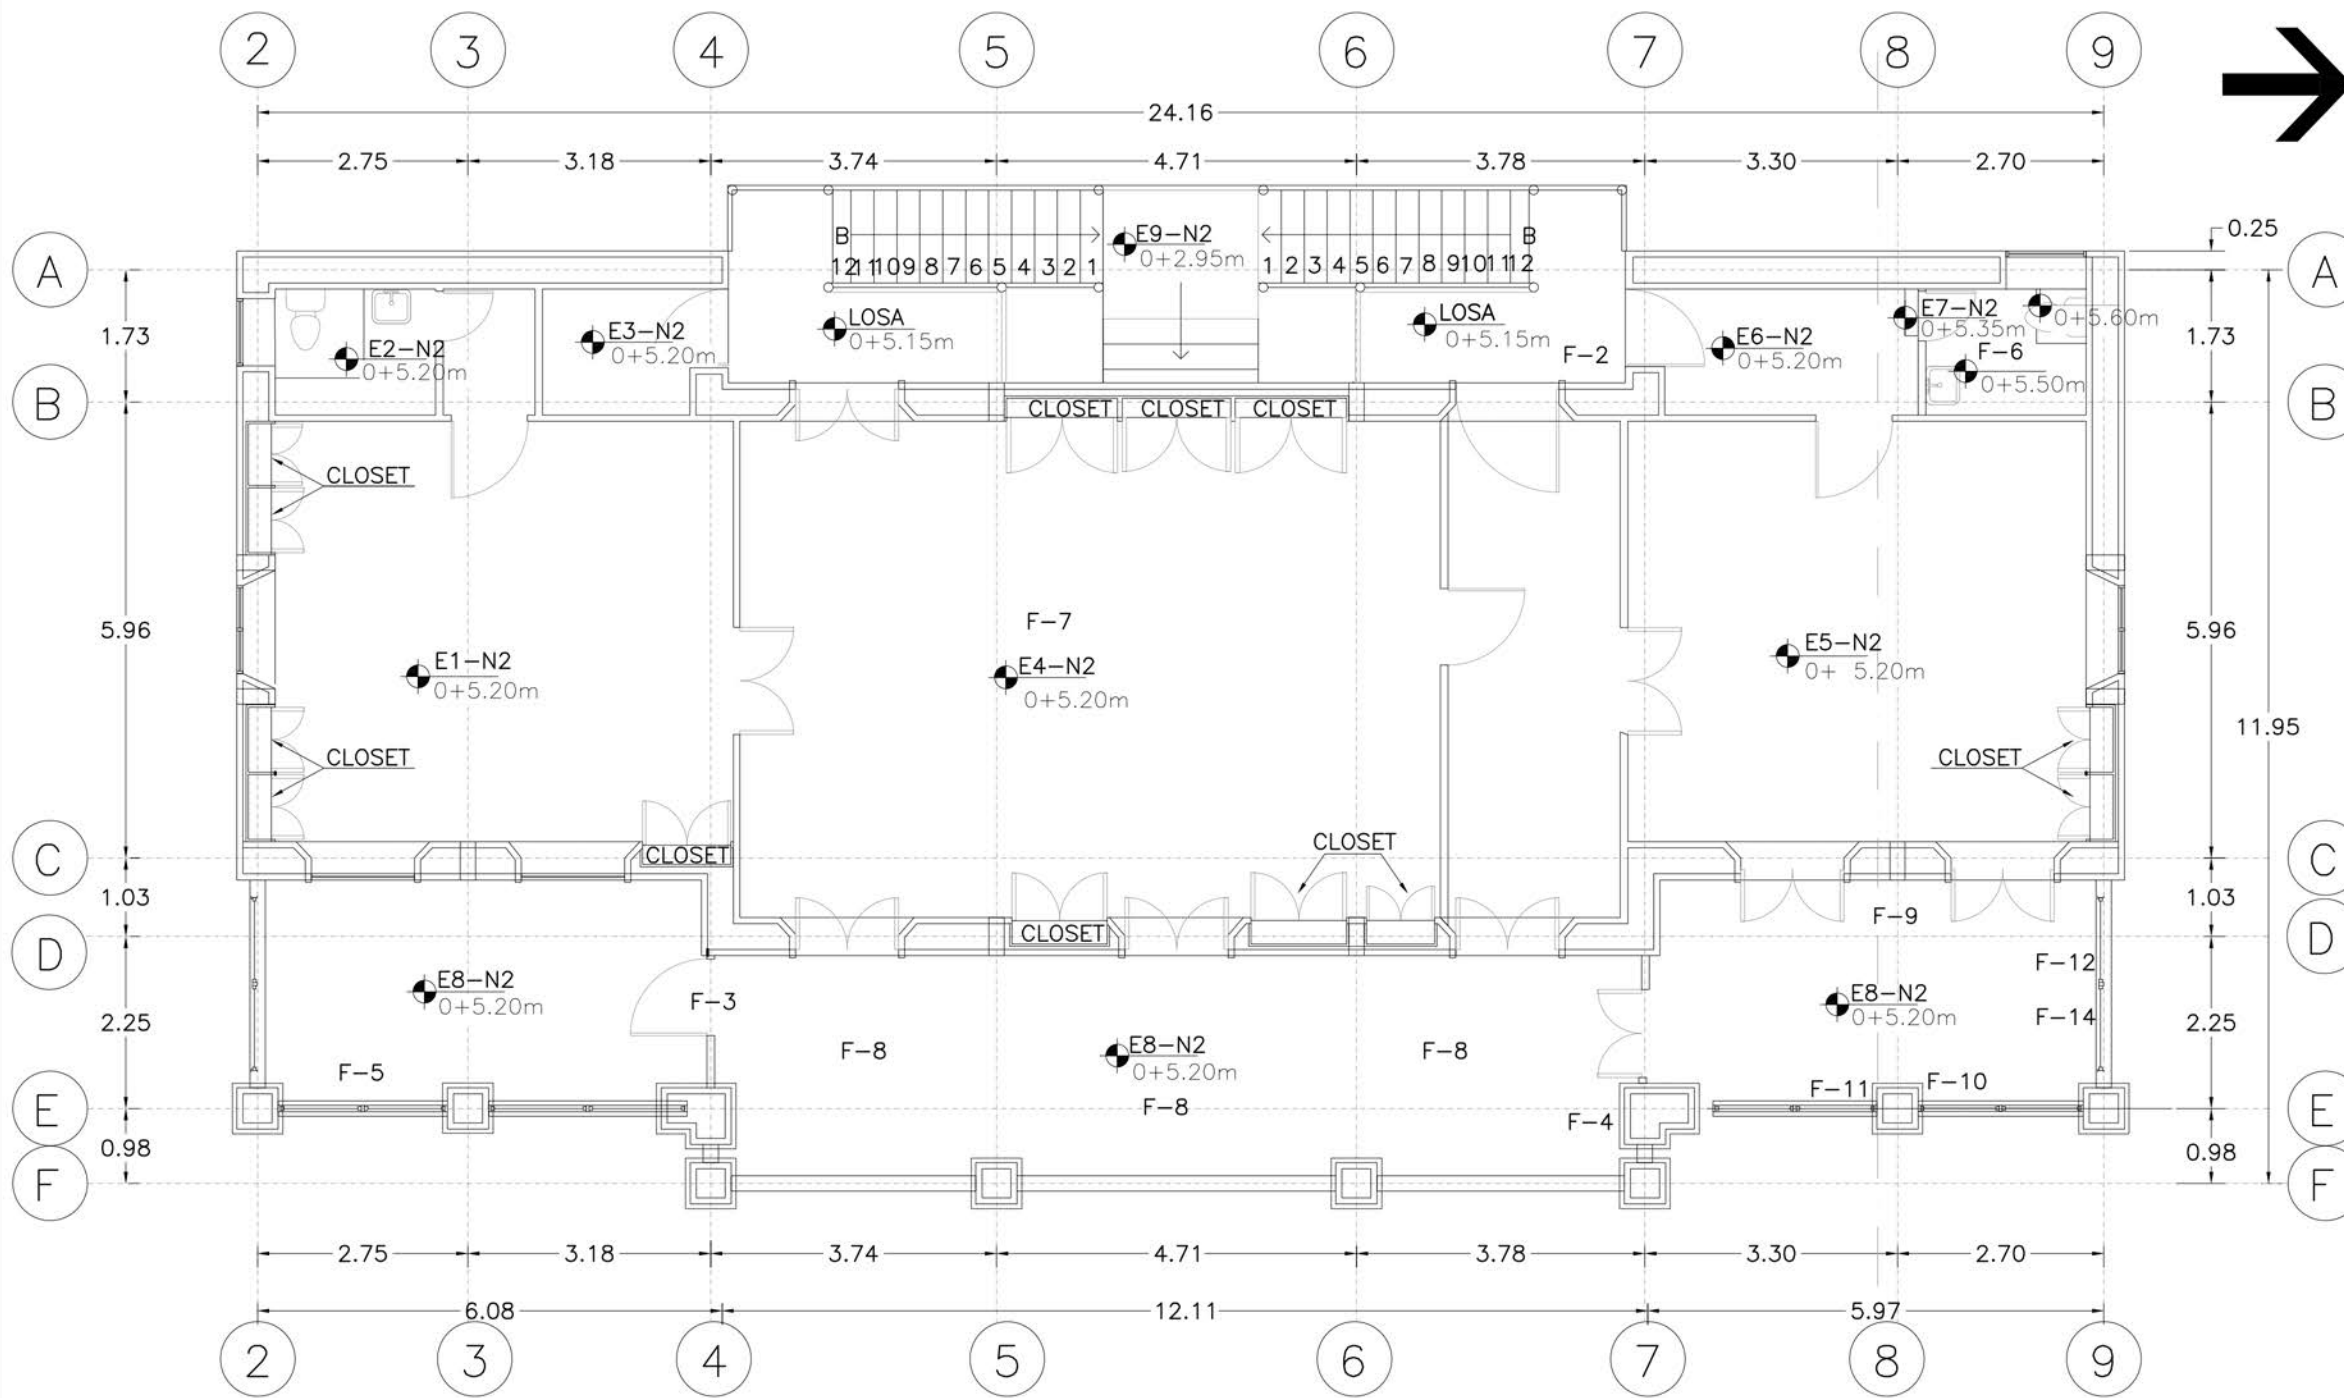 2 3 4 5 6 7 8 9
24.16
2.75 3.18 3.74 4.71 3.78 3.30 2.70
0.25
A A
B E9-N2 B
0+2.95m
12 11 10 9 8 7 6 5 4 3 2 1 1 2 3 4 5 6 7 8 9 10 11 12
LOSA
0+5.15m
LOSA
0+5.15m
F-2
E7-N2
0+5.35m
0+5.60m
1.73 1.73
E2-N2
0+5.20m
E3-N2
0+5.20m
E6-N2
0+5.20m
F-6
0+5.50m
B B
CLOSET CLOSET CLOSET
CLOSET
5.96 5.96
F-7
E1-N2
0+5.20m
E4-N2
0+5.20m
E5-N2
0+ 5.20m
11.95
CLOSET CLOSET
CLOSET
CLOSET
C C
1.03 1.03
F-9
CLOSET
D D
F-12
E8-N2
0+5.20m
F-3
E8-N2
0+5.20m
F-14
2.25 2.25
F-8 E8-N2 F-8
0+5.20m
F-5
F-11 F-10
E E
F-8
F-4
0.98 0.98
F F
2.75 3.18 3.74 4.71 3.78 3.30 2.70
6.08 12.11 5.97
2 3 4 5 6 7 8 9